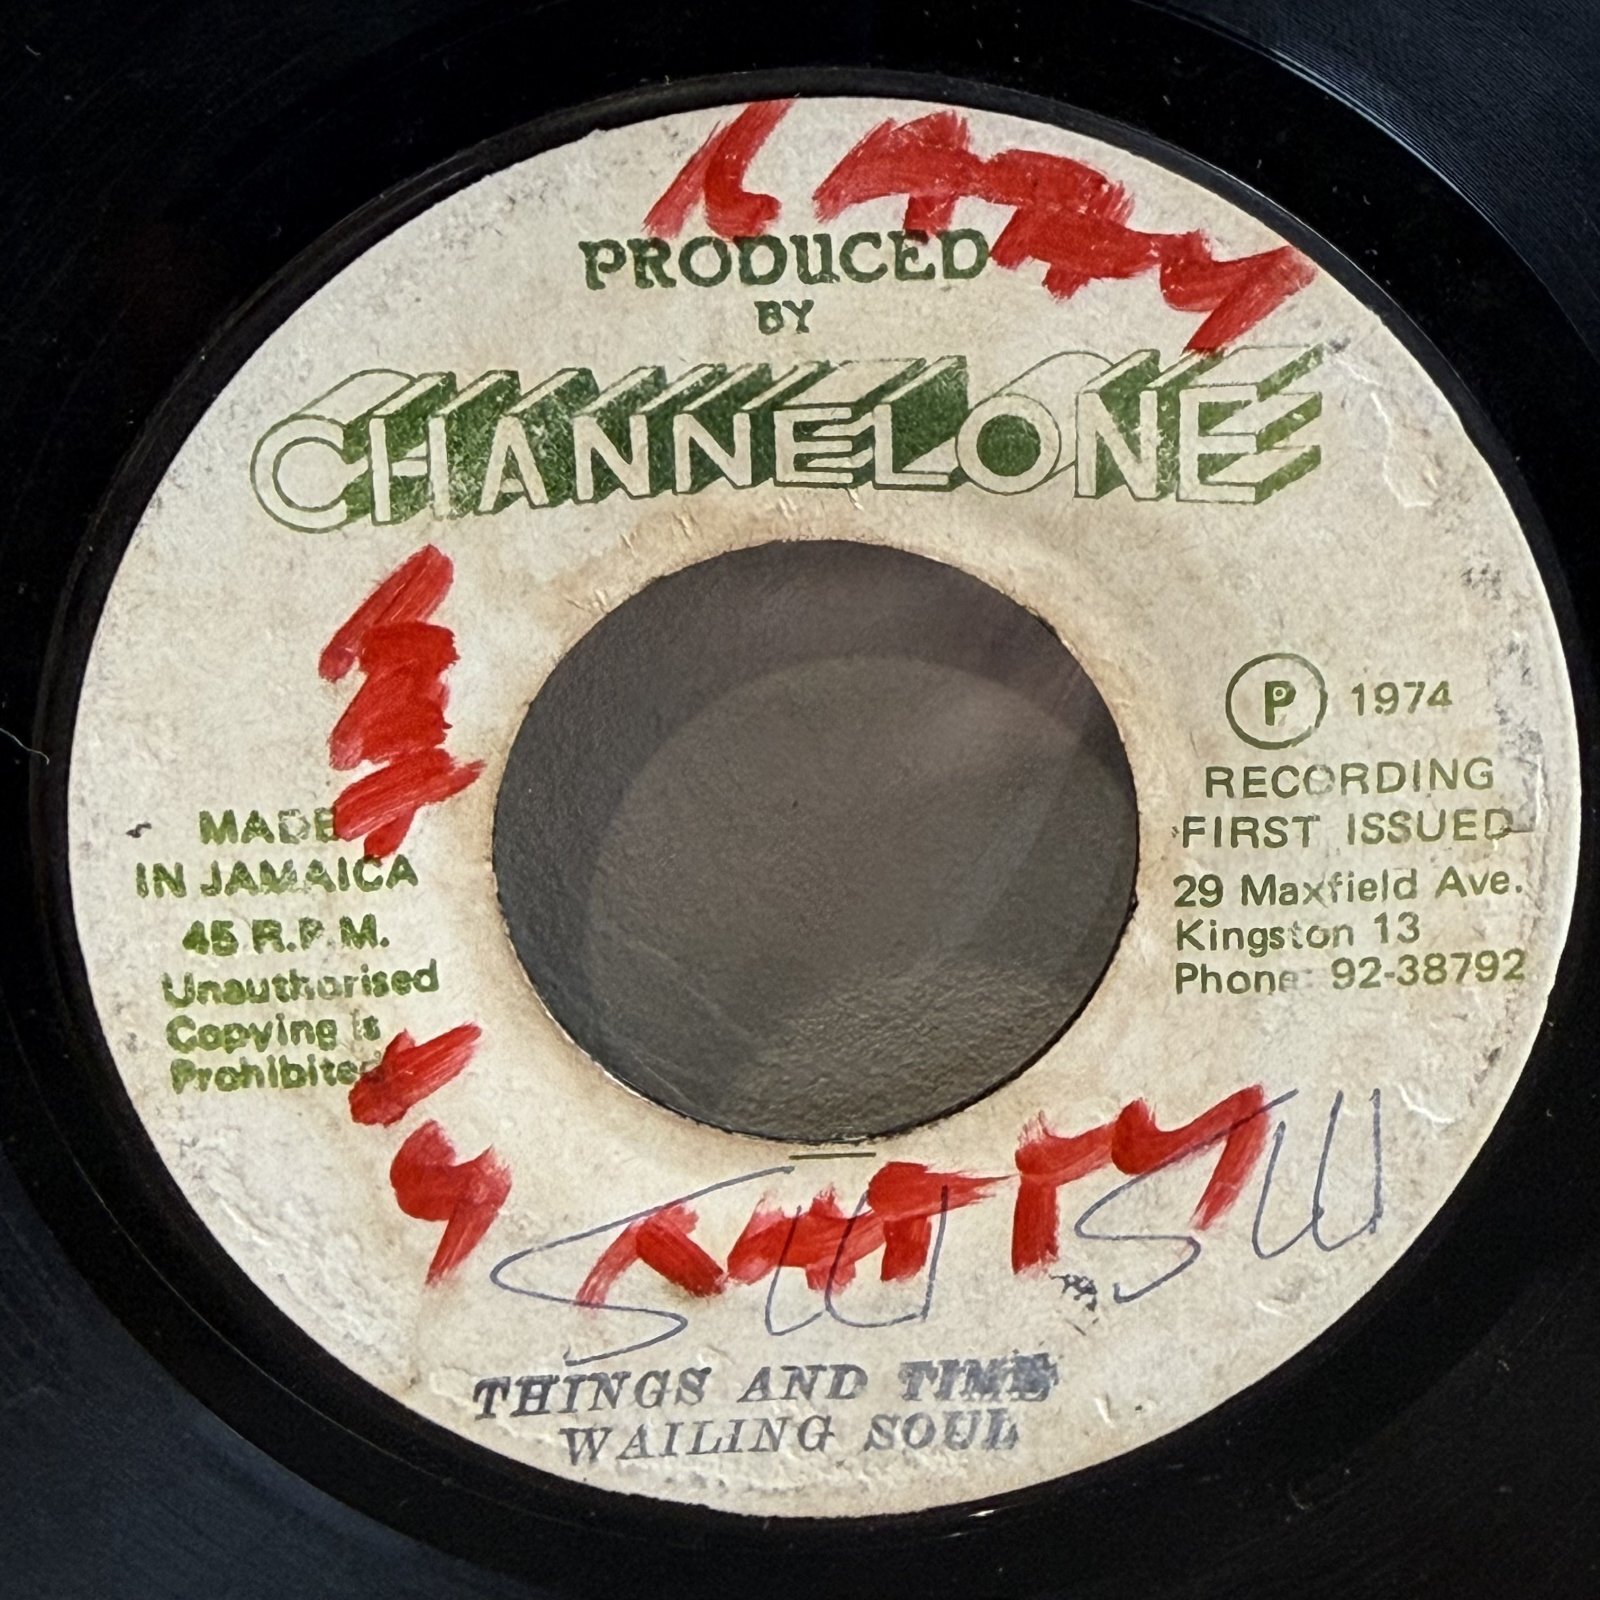 PRODUCED
BY
CHANNELONE
MADE
IN JAMAICA
45 R.P.M.
Unauthorised
Copying is
Prohibited
P 1974
RECORDING
FIRST ISSUED
29 Maxfield Ave.
Kingston 13
Phone: 92-38792
THINGS AND TIME
WAILING SOUL